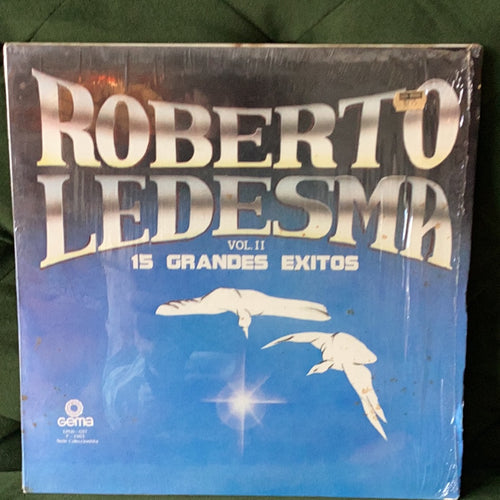 ROBERTO
LEDESMA
VOL. II
15 GRANDES EXITOS
GEMA